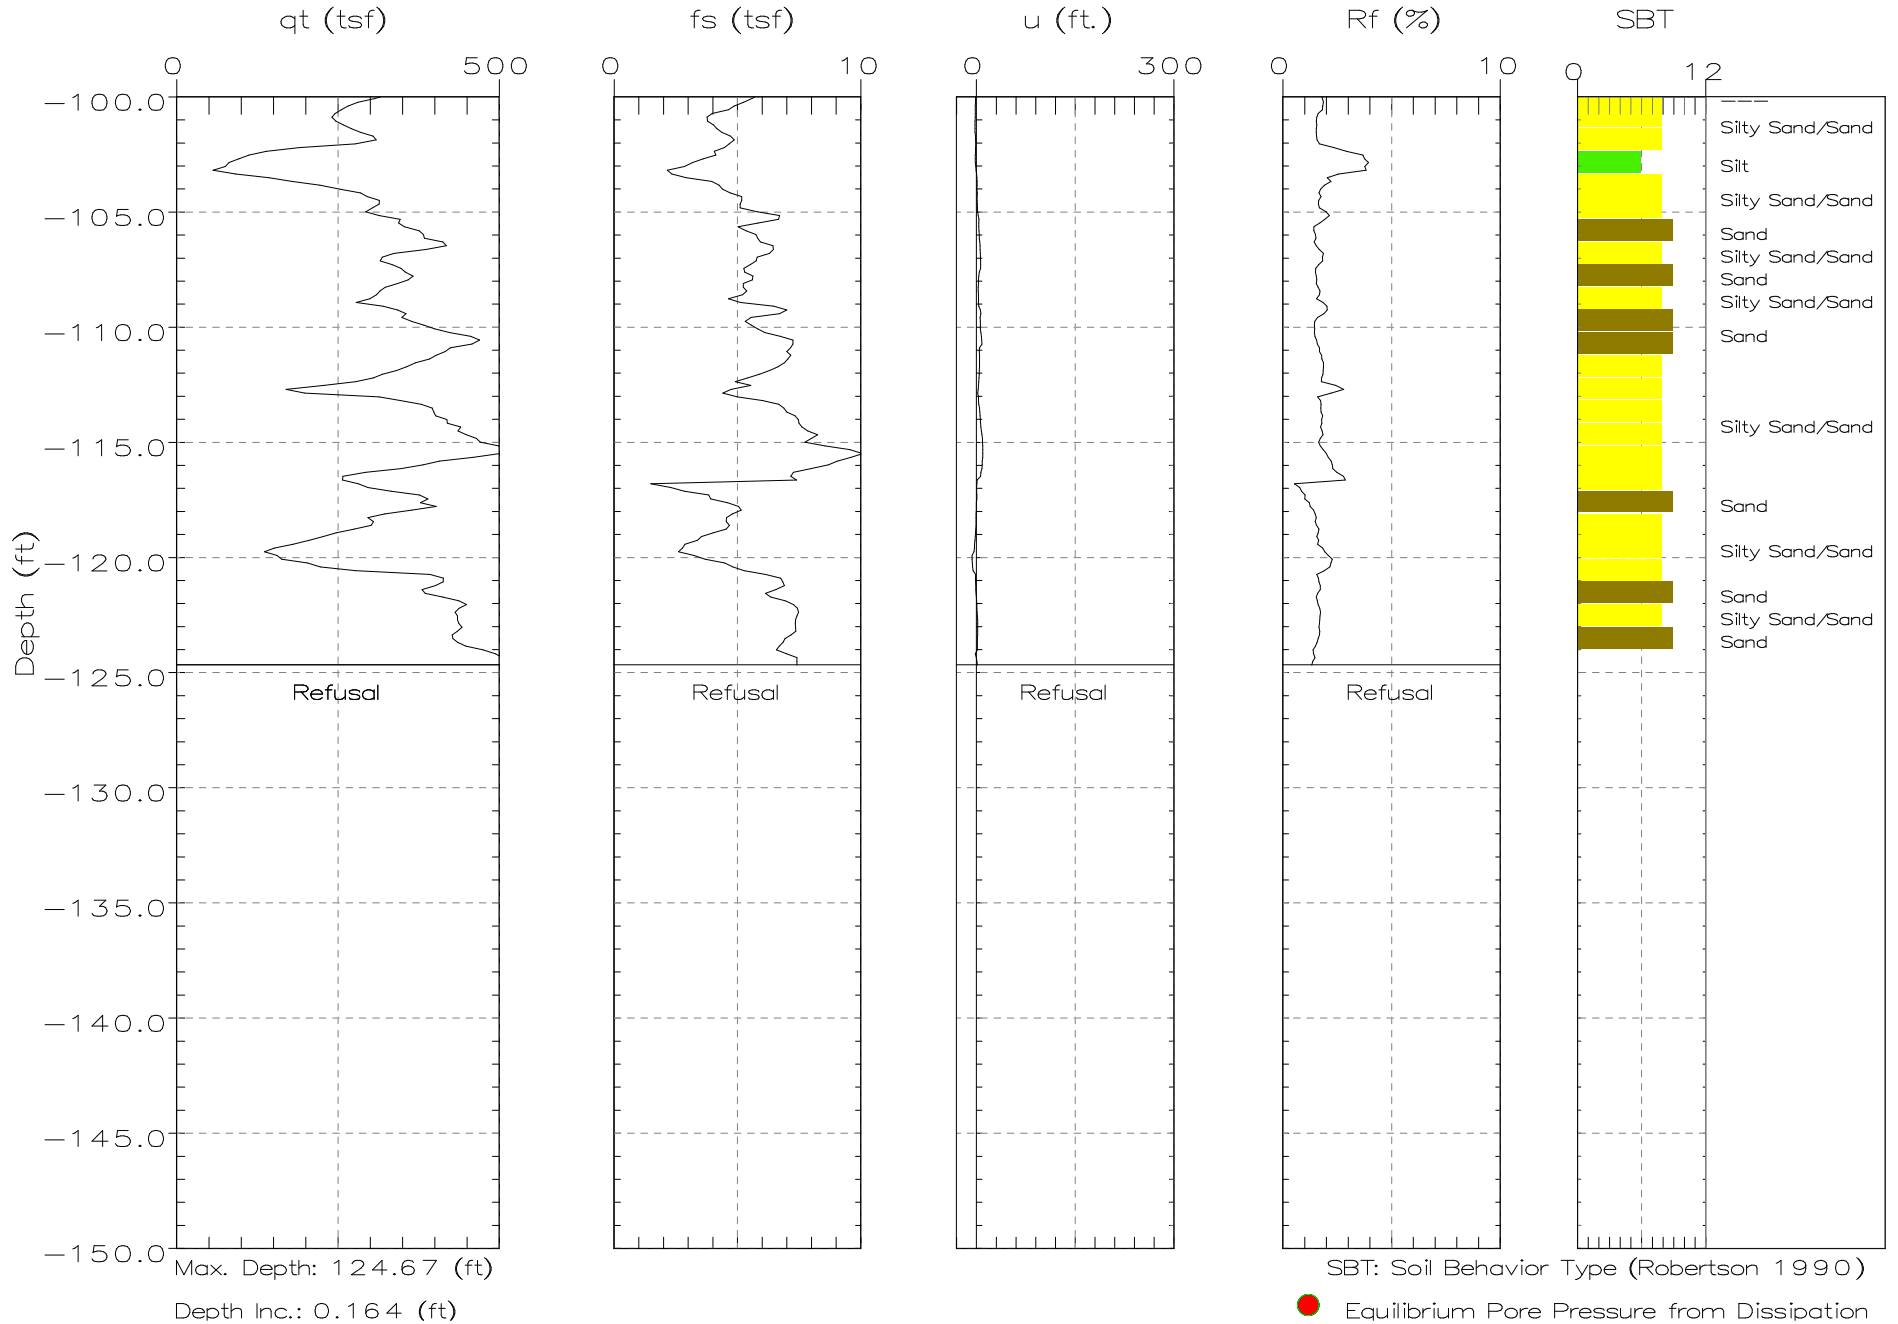 qt (tsf) fs (tsf) u (ft.) Rf (%) SBT
0 500 0 10 0 300 0 10 0 12
Depth (ft)
−100.0
−105.0
−110.0
−115.0
−120.0
−125.0
−130.0
−135.0
−140.0
−145.0
−150.0
Refusal Refusal Refusal Refusal
Silty Sand/Sand
Silt
Silty Sand/Sand
Sand
Silty Sand/Sand
Sand
Silty Sand/Sand
Sand
Silty Sand/Sand
Sand
Silty Sand/Sand
Sand
Silty Sand/Sand
Sand
Max. Depth: 124.67 (ft)
Depth Inc.: 0.164 (ft)
SBT: Soil Behavior Type (Robertson 1990)
Equilibrium Pore Pressure from Dissipation